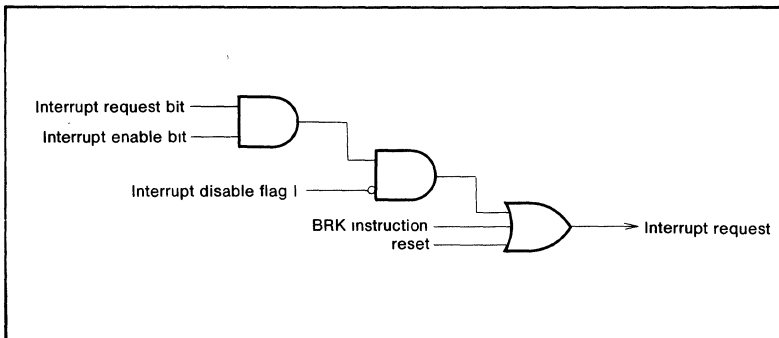 Interrupt request bit
Interrupt enable bit
Interrupt disable flag I
BRK instruction
reset
Interrupt request